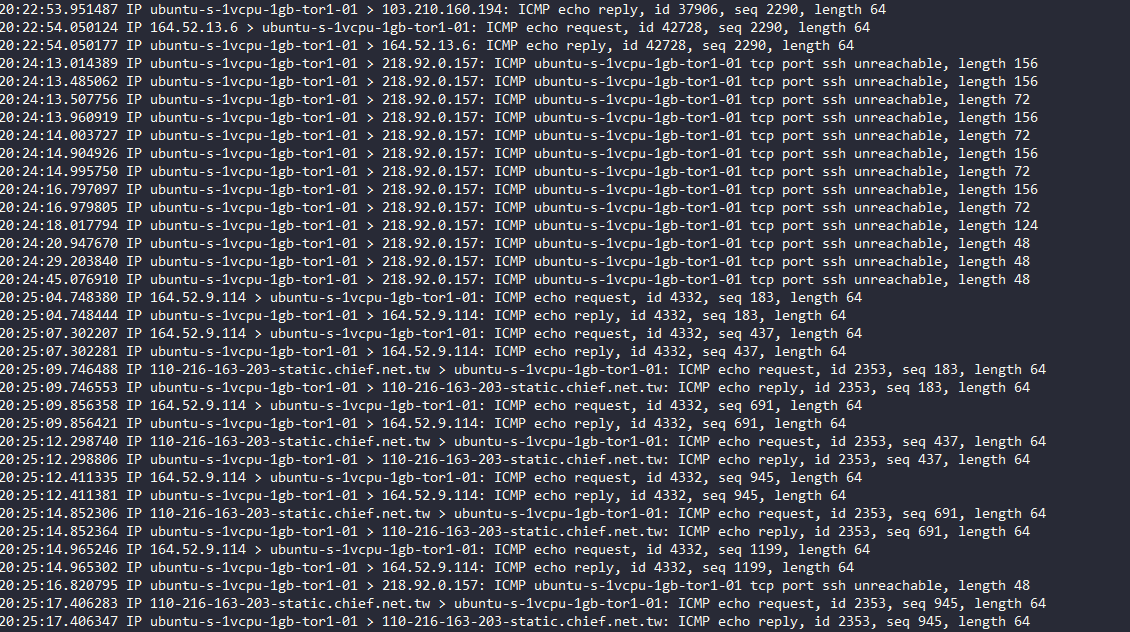 20:22:53.951487 IP ubuntu-s-1vcpu-1gb-tor1-01 > 103.210.160.194: ICMP echo reply, id 37906, seq 2290, length 64
20:22:54.050124 IP 164.52.13.6 > ubuntu-s-1vcpu-1gb-tor1-01: ICMP echo request, id 42728, seq 2290, length 64
20:22:54.050177 IP ubuntu-s-1vcpu-1gb-tor1-01 > 164.52.13.6: ICMP echo reply, id 42728, seq 2290, length 64
20:24:13.014389 IP ubuntu-s-1vcpu-1gb-tor1-01 > 218.92.0.157: ICMP ubuntu-s-1vcpu-1gb-tor1-01 tcp port ssh unreachable, length 156
20:24:13.485062 IP ubuntu-s-1vcpu-1gb-tor1-01 > 218.92.0.157: ICMP ubuntu-s-1vcpu-1gb-tor1-01 tcp port ssh unreachable, length 156
20:24:13.507756 IP ubuntu-s-1vcpu-1gb-tor1-01 > 218.92.0.157: ICMP ubuntu-s-1vcpu-1gb-tor1-01 tcp port ssh unreachable, length 72
20:24:13.960919 IP ubuntu-s-1vcpu-1gb-tor1-01 > 218.92.0.157: ICMP ubuntu-s-1vcpu-1gb-tor1-01 tcp port ssh unreachable, length 156
20:24:14.003727 IP ubuntu-s-1vcpu-1gb-tor1-01 > 218.92.0.157: ICMP ubuntu-s-1vcpu-1gb-tor1-01 tcp port ssh unreachable, length 72
20:24:14.904926 IP ubuntu-s-1vcpu-1gb-tor1-01 > 218.92.0.157: ICMP ubuntu-s-1vcpu-1gb-tor1-01 tcp port ssh unreachable, length 156
20:24:14.995750 IP ubuntu-s-1vcpu-1gb-tor1-01 > 218.92.0.157: ICMP ubuntu-s-1vcpu-1gb-tor1-01 tcp port ssh unreachable, length 72
20:24:16.797097 IP ubuntu-s-1vcpu-1gb-tor1-01 > 218.92.0.157: ICMP ubuntu-s-1vcpu-1gb-tor1-01 tcp port ssh unreachable, length 156
20:24:16.979805 IP ubuntu-s-1vcpu-1gb-tor1-01 > 218.92.0.157: ICMP ubuntu-s-1vcpu-1gb-tor1-01 tcp port ssh unreachable, length 72
20:24:18.017794 IP ubuntu-s-1vcpu-1gb-tor1-01 > 218.92.0.157: ICMP ubuntu-s-1vcpu-1gb-tor1-01 tcp port ssh unreachable, length 124
20:24:20.947670 IP ubuntu-s-1vcpu-1gb-tor1-01 > 218.92.0.157: ICMP ubuntu-s-1vcpu-1gb-tor1-01 tcp port ssh unreachable, length 48
20:24:29.203840 IP ubuntu-s-1vcpu-1gb-tor1-01 > 218.92.0.157: ICMP ubuntu-s-1vcpu-1gb-tor1-01 tcp port ssh unreachable, length 48
20:24:45.076910 IP ubuntu-s-1vcpu-1gb-tor1-01 > 218.92.0.157: ICMP ubuntu-s-1vcpu-1gb-tor1-01 tcp port ssh unreachable, length 48
20:25:04.748380 IP 164.52.9.114 > ubuntu-s-1vcpu-1gb-tor1-01: ICMP echo request, id 4332, seq 183, length 64
20:25:04.748444 IP ubuntu-s-1vcpu-1gb-tor1-01 > 164.52.9.114: ICMP echo reply, id 4332, seq 183, length 64
20:25:07.302207 IP 164.52.9.114 > ubuntu-s-1vcpu-1gb-tor1-01: ICMP echo request, id 4332, seq 437, length 64
20:25:07.302281 IP ubuntu-s-1vcpu-1gb-tor1-01 > 164.52.9.114: ICMP echo reply, id 4332, seq 437, length 64
20:25:09.746488 IP 110-216-163-203-static.chief.net.tw > ubuntu-s-1vcpu-1gb-tor1-01: ICMP echo request, id 2353, seq 183, length 64
20:25:09.746553 IP ubuntu-s-1vcpu-1gb-tor1-01 > 110-216-163-203-static.chief.net.tw: ICMP echo reply, id 2353, seq 183, length 64
20:25:09.856358 IP 164.52.9.114 > ubuntu-s-1vcpu-1gb-tor1-01: ICMP echo request, id 4332, seq 691, length 64
20:25:09.856421 IP ubuntu-s-1vcpu-1gb-tor1-01 > 164.52.9.114: ICMP echo reply, id 4332, seq 691, length 64
20:25:12.298740 IP 110-216-163-203-static.chief.net.tw > ubuntu-s-1vcpu-1gb-tor1-01: ICMP echo request, id 2353, seq 437, length 64
20:25:12.298806 IP ubuntu-s-1vcpu-1gb-tor1-01 > 110-216-163-203-static.chief.net.tw: ICMP echo reply, id 2353, seq 437, length 64
20:25:12.411335 IP 164.52.9.114 > ubuntu-s-1vcpu-1gb-tor1-01: ICMP echo request, id 4332, seq 945, length 64
20:25:12.411381 IP ubuntu-s-1vcpu-1gb-tor1-01 > 164.52.9.114: ICMP echo reply, id 4332, seq 945, length 64
20:25:14.852306 IP 110-216-163-203-static.chief.net.tw > ubuntu-s-1vcpu-1gb-tor1-01: ICMP echo request, id 2353, seq 691, length 64
20:25:14.852364 IP ubuntu-s-1vcpu-1gb-tor1-01 > 110-216-163-203-static.chief.net.tw: ICMP echo reply, id 2353, seq 691, length 64
20:25:14.965246 IP 164.52.9.114 > ubuntu-s-1vcpu-1gb-tor1-01: ICMP echo request, id 4332, seq 1199, length 64
20:25:14.965302 IP ubuntu-s-1vcpu-1gb-tor1-01 > 164.52.9.114: ICMP echo reply, id 4332, seq 1199, length 64
20:25:16.820795 IP ubuntu-s-1vcpu-1gb-tor1-01 > 218.92.0.157: ICMP ubuntu-s-1vcpu-1gb-tor1-01 tcp port ssh unreachable, length 48
20:25:17.406283 IP 110-216-163-203-static.chief.net.tw > ubuntu-s-1vcpu-1gb-tor1-01: ICMP echo request, id 2353, seq 945, length 64
20:25:17.406347 IP ubuntu-s-1vcpu-1gb-tor1-01 > 110-216-163-203-static.chief.net.tw: ICMP echo reply, id 2353, seq 945, length 64